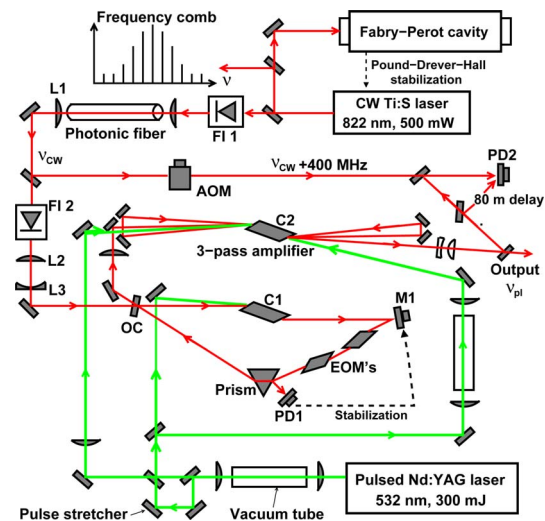 Frequency comb
ν
Fabry−Perot cavity
Pound−Drever−Hall
stabilization
CW Ti:S laser
822 nm, 500 mW
L1
Photonic fiber
FI 1
νCW
AOM
νCW +400 MHz
PD2
80 m delay
FI 2
C2
3-pass amplifier
L2
L3
Output
νpl
OC
C1
M1
EOM's
Prism
PD1
Stabilization
Pulsed Nd:YAG laser
532 nm, 300 mJ
Pulse stretcher
Vacuum tube